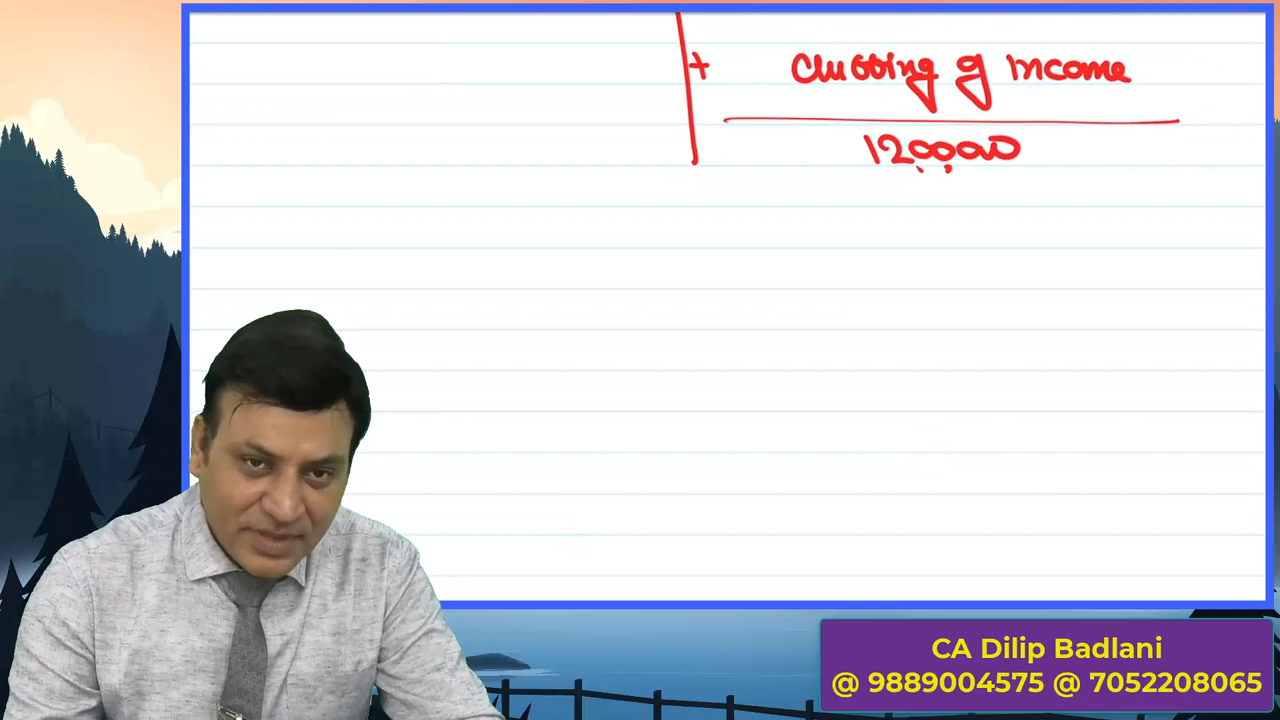 + Clubbing of income
1200000
CA Dilip Badlani
@ 9889004575 @ 7052208065